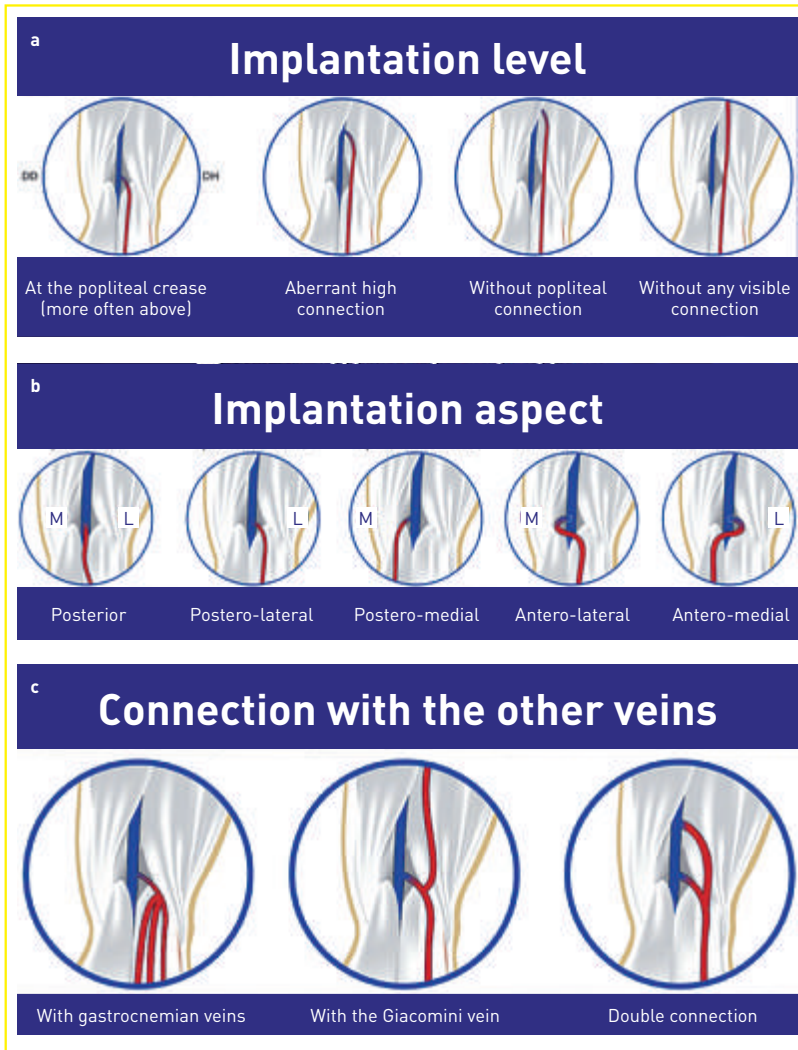 a
Implantation level
DD
DH
At the popliteal crease
(more often above)
Aberrant high
connection
Without popliteal
connection
Without any visible
connection
b
Implantation aspect
M
L
L
M
M
L
Posterior
Postero-lateral
Postero-medial
Antero-lateral
Antero-medial
c
Connection with the other veins
With gastrocnemian veins
With the Giacomini vein
Double connection